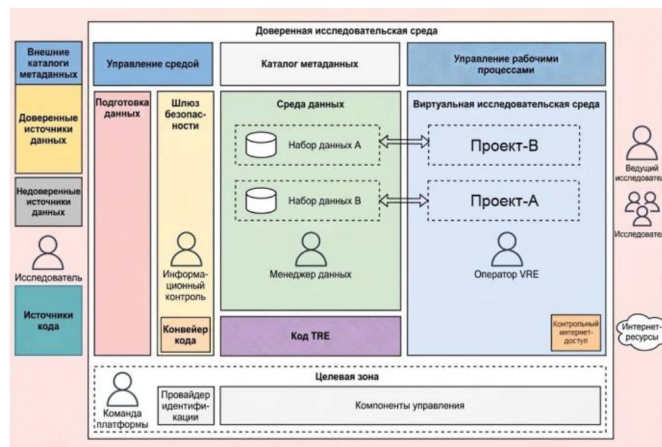 Доверенная исследовательская среда
Внешние
каталоги
метаданных
Управление средой
Каталог метаданных
Управление рабочими
процессами
Доверенные
источники
данных
Недоверенные
источники
данных
Исследователь
Источники
кода
Подготовка
данных
Шлюз
безопас-
ности
Информа-
ционный
контроль
Конвейер
кода
Среда данных
Набор данных А
Набор данных В
Менеджер данных
Код TRE
Виртуальная исследовательская среда
Проект-В
Проект-А
Оператор VRE
Контрольный
интернет-
доступ
Ведущий
исследовате
Исследовате
Интернет-
ресурсы
Целевая зона
Команда
платформы
Провайдер
идентифи-
кации
Компоненты управления